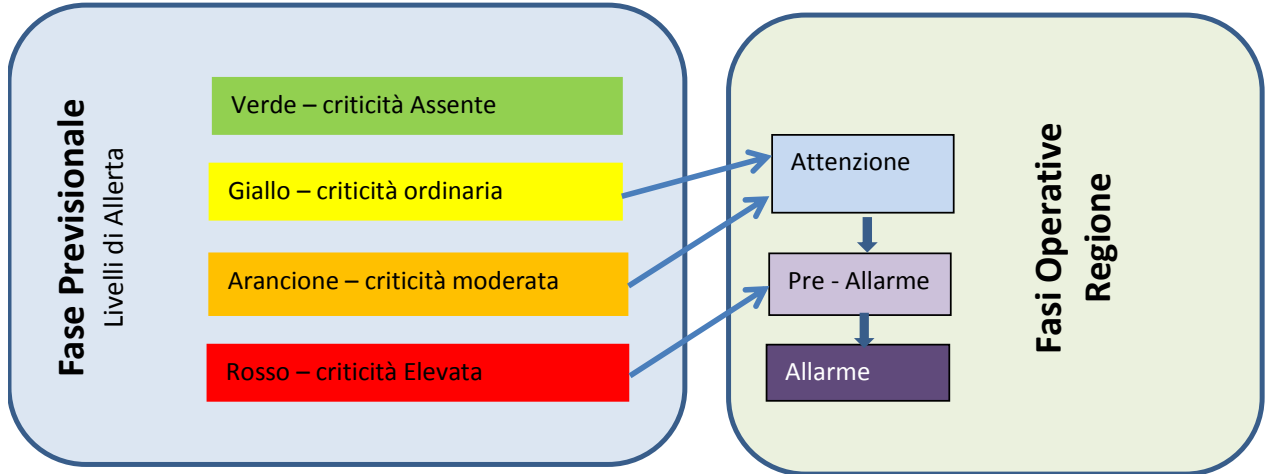 Fase Previsionale
Livelli di Allerta
Verde – criticità Assente
Giallo – criticità ordinaria
Arancione – criticità moderata
Rosso – criticità Elevata
Attenzione
Pre - Allarme
Allarme
Fasi Operative
Regione